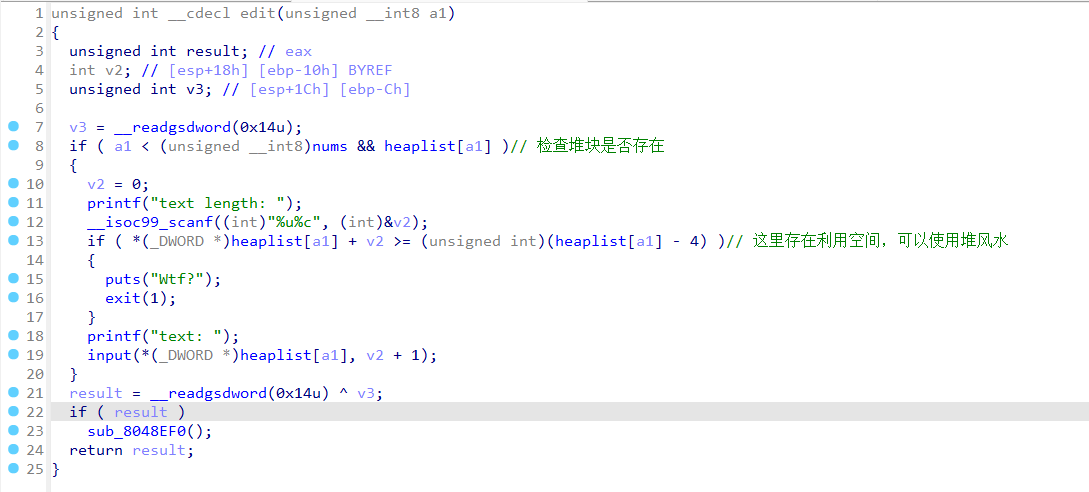 1 unsigned int __cdecl edit(unsigned __int8 a1)
2 {
3 unsigned int result; // eax
4 int v2; // [esp+18h] [ebp-10h] BYREF
5 unsigned int v3; // [esp+1Ch] [ebp-Ch]
6
7 v3 = __readgsdword(0x14u);
8 if ( a1 < (unsigned __int8)nums && heaplist[a1] )// 检查堆块是否存在
9 {
10 v2 = 0;
11 printf("text length: ");
12 __isoc99_scanf((int)"%u%c", (int)&v2);
13 if ( *(_DWORD *)heaplist[a1] + v2 >= (unsigned int)(heaplist[a1] - 4) )// 这里存在利用空间，可以使用堆风水
14 {
15 puts("Wtf?");
16 exit(1);
17 }
18 printf("text: ");
19 input(*(_DWORD *)heaplist[a1], v2 + 1);
20 }
21 result = __readgsdword(0x14u) ^ v3;
22 if ( result )
23 sub_8048EF0();
24 return result;
25 }